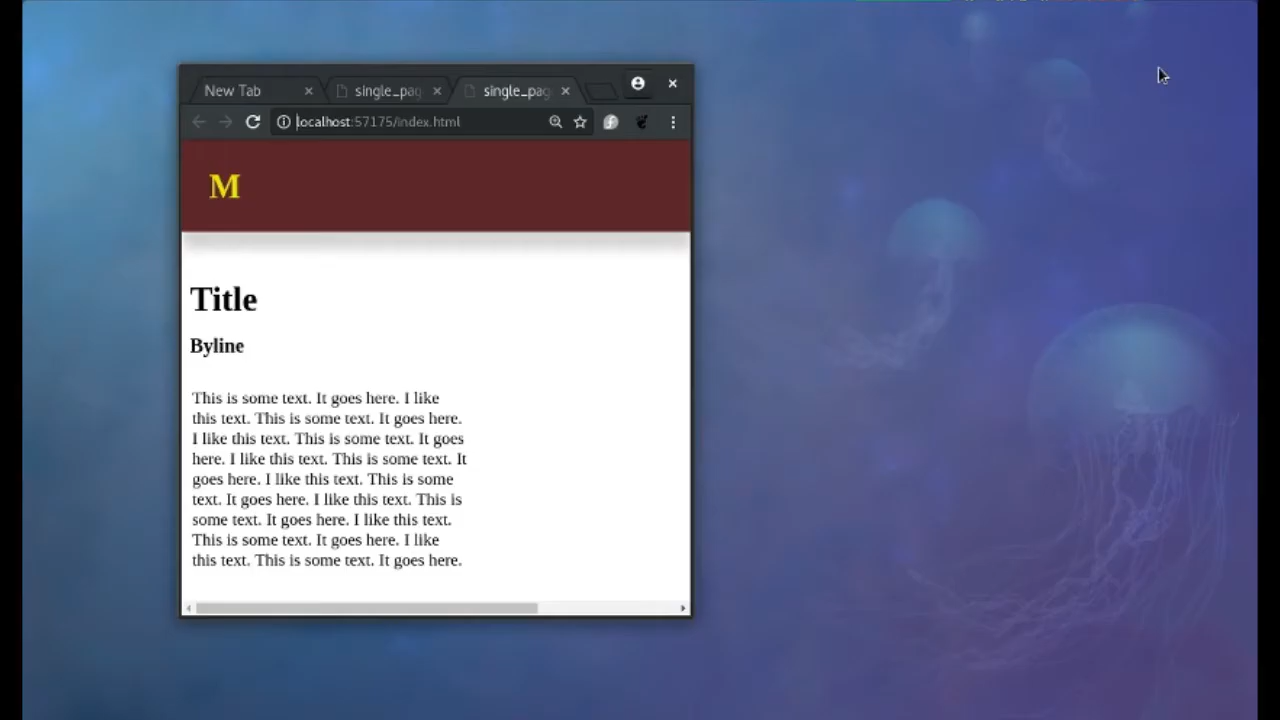 New Tab
single_pag
single_pag
localhost:57175/index.html
M
Title
Byline
This is some text. It goes here. I like
this text. This is some text. It goes here.
I like this text. This is some text. It goes
here. I like this text. This is some text. It
goes here. I like this text. This is some
text. It goes here. I like this text. This is
some text. It goes here. I like this text.
This is some text. It goes here. I like
this text. This is some text. It goes here.